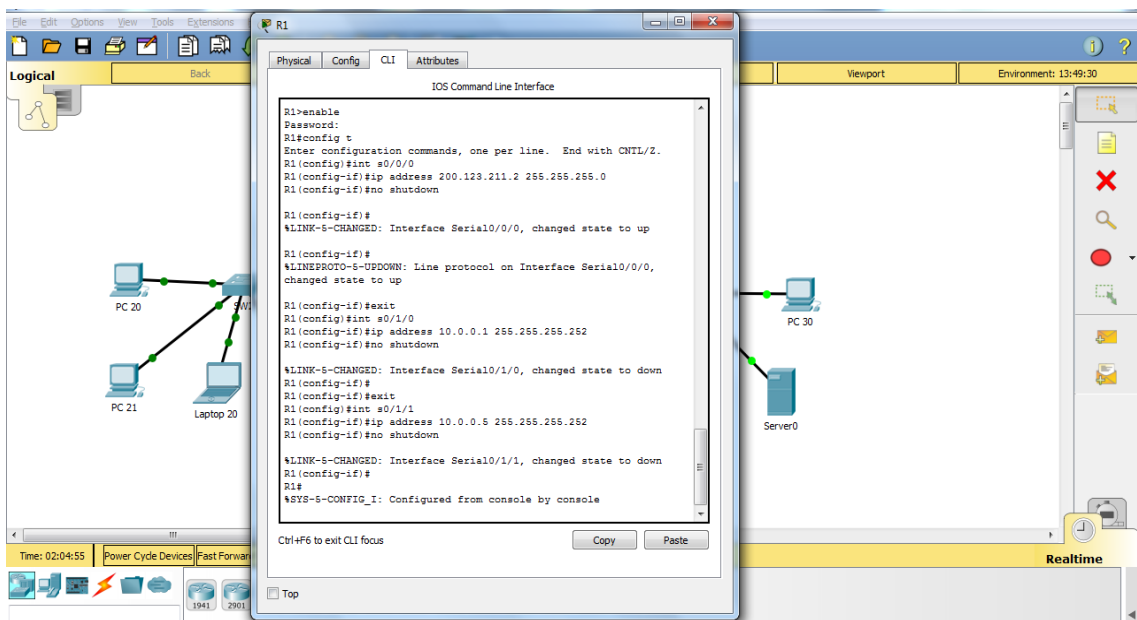 File Edit Options View Tools Extensions
R1
Logical
Back
Viewport
Environment: 13:49:30
Physical Config CLI Attributes
IOS Command Line Interface
R1>enable
Password:
R1#config t
Enter configuration commands, one per line. End with CNTL/Z.
R1(config)#int s0/0/0
R1(config-if)#ip address 200.123.211.2 255.255.255.0
R1(config-if)#no shutdown
R1(config-if)#
%LINK-5-CHANGED: Interface Serial0/0/0, changed state to up
R1(config-if)#
%LINEPROTO-5-UPDOWN: Line protocol on Interface Serial0/0/0,
changed state to up
R1(config-if)#exit
R1(config)#int s0/1/0
R1(config-if)#ip address 10.0.0.1 255.255.255.252
R1(config-if)#no shutdown
%LINK-5-CHANGED: Interface Serial0/1/0, changed state to down
R1(config-if)#
R1(config-if)#exit
R1(config)#int s0/1/1
R1(config-if)#ip address 10.0.0.5 255.255.255.252
R1(config-if)#no shutdown
%LINK-5-CHANGED: Interface Serial0/1/1, changed state to down
R1(config-if)#
R1#
%SYS-5-CONFIG_I: Configured from console by console
Ctrl+F6 to exit CLI focus
Copy
Paste
Top
PC 20
PC 21
Laptop 20
PC 30
Server0
Time: 02:04:55
Power Cycle Devices
Fast Forwar
Realtime
1941
2901